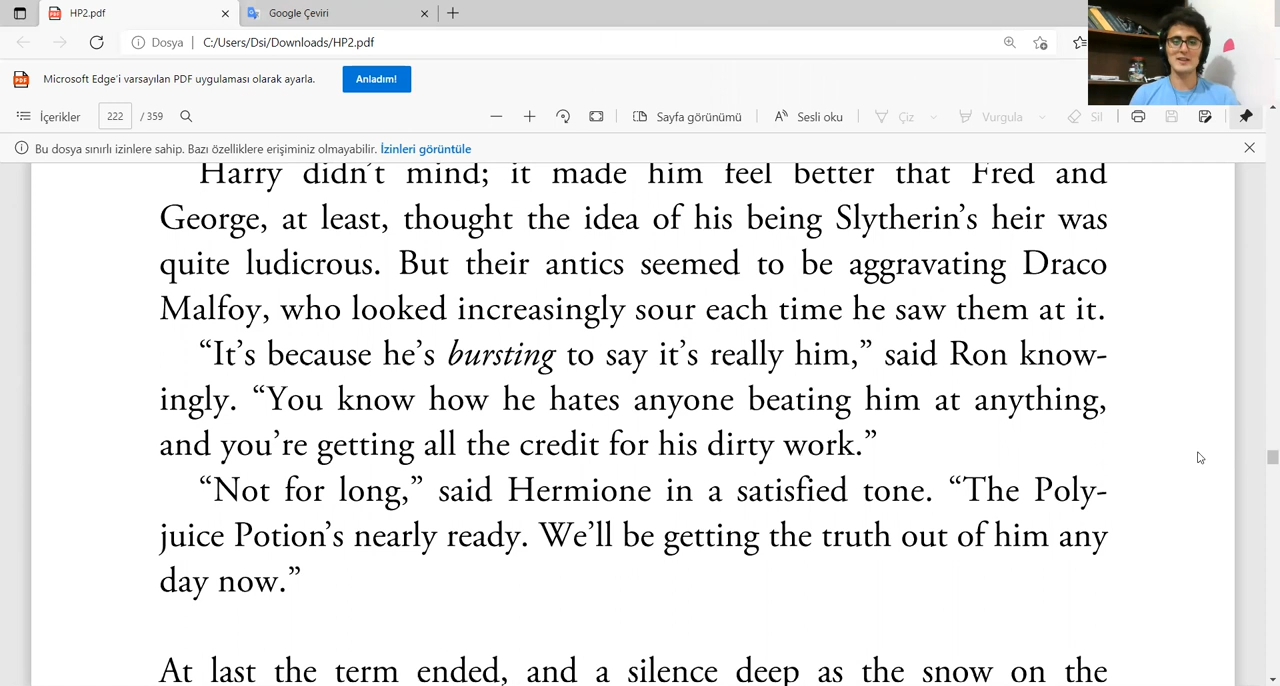 HP2.pdf
Google Çeviri
Dosya
C:/Users/Dsi/Downloads/HP2.pdf
Microsoft Edge'i varsayılan PDF uygulaması olarak ayarla.
Anladım!
İçerikler
222
/ 359
Sayfa görünümü
Sesli oku
Çiz
Vurgula
Sil
Bu dosya sınırlı izinlere sahip. Bazı özelliklere erişiminiz olmayabilir. İzinleri görüntüle
Harry didn't mind; it made him feel better that Fred and
George, at least, thought the idea of his being Slytherin's heir was
quite ludicrous. But their antics seemed to be aggravating Draco
Malfoy, who looked increasingly sour each time he saw them at it.
“It's because he's bursting to say it's really him,” said Ron know-
ingly. “You know how he hates anyone beating him at anything,
and you're getting all the credit for his dirty work.”
“Not for long,” said Hermione in a satisfied tone. “The Poly-
juice Potion's nearly ready. We'll be getting the truth out of him any
day now.”
At last the term ended, and a silence deep as the snow on the